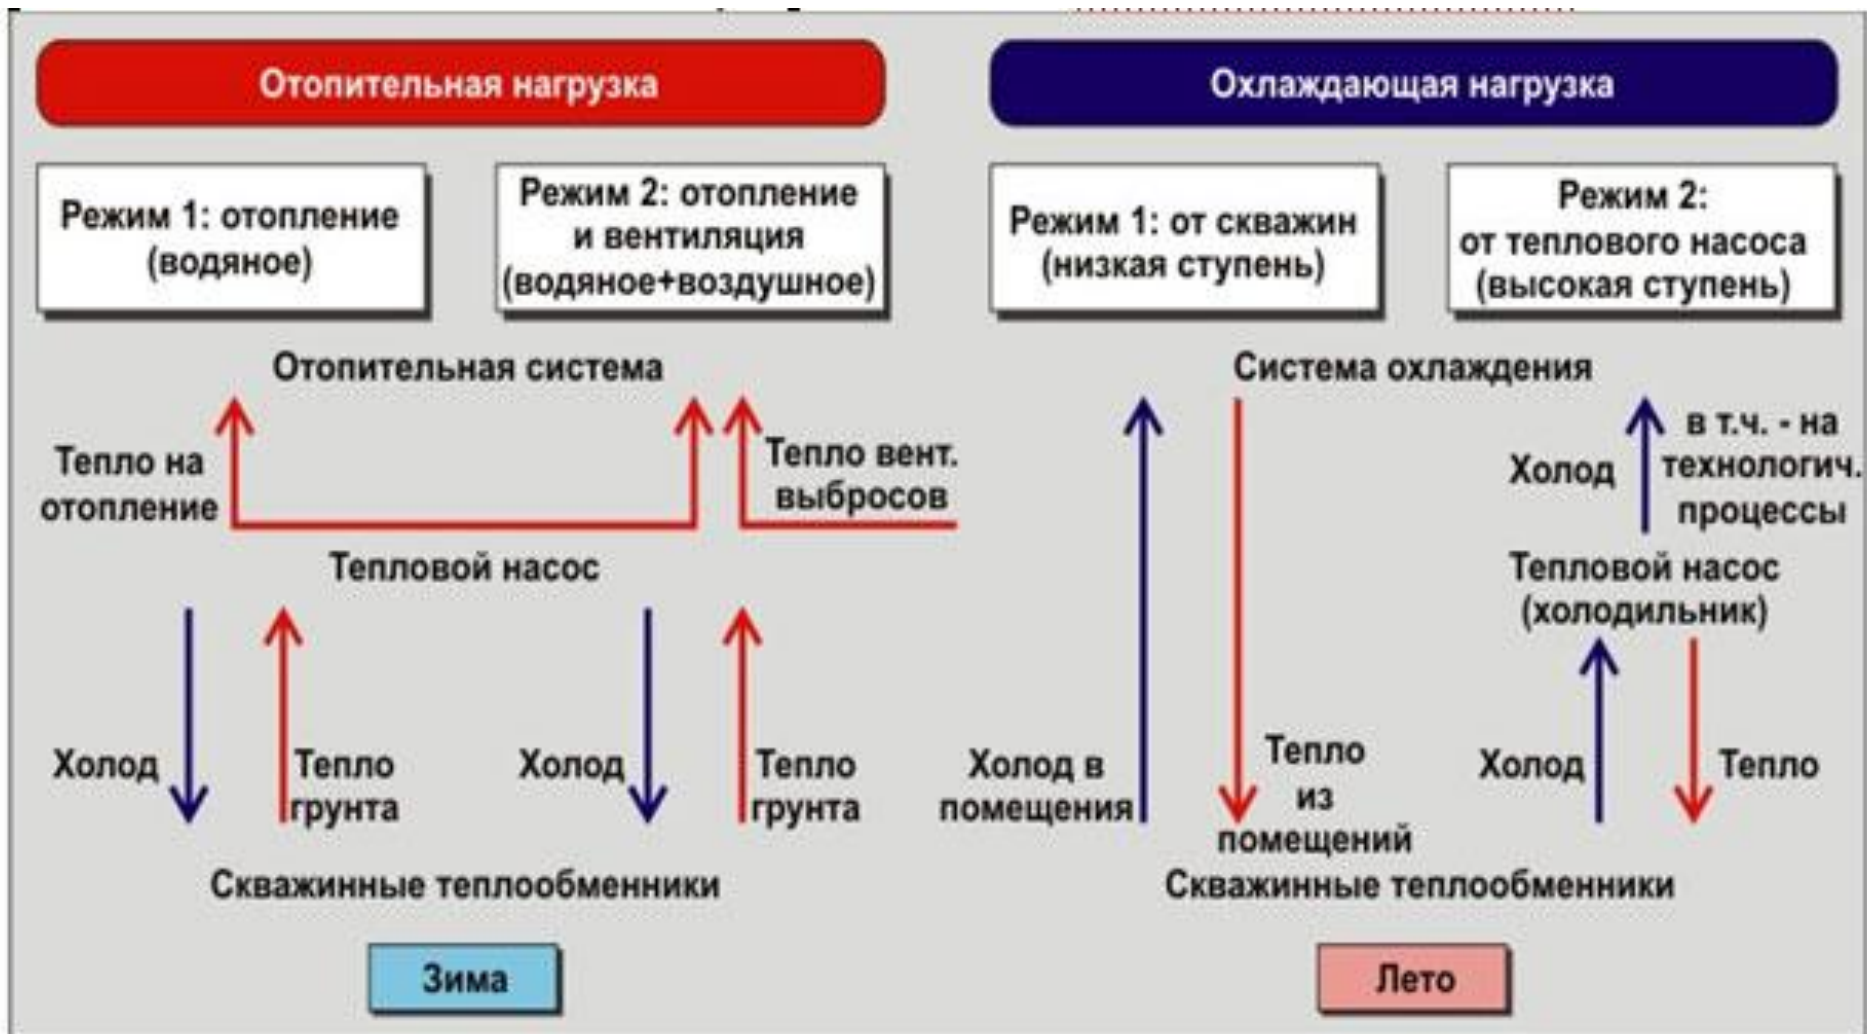 Отопительная нагрузка
Режим 1: отопление
(водяное)
Режим 2: отопление
и вентиляция
(водяное+воздушное)
Отопительная система
Тепло на
отопление
Тепло вент.
выбросов
Тепловой насос
Холод
Тепло
грунта
Холод
Тепло
грунта
Скважинные теплообменники
Зима
Охлаждающая нагрузка
Режим 1: от скважин
(низкая ступень)
Режим 2:
от теплового насоса
(высокая ступень)
Система охлаждения
Холод
в т.ч. - на
технологич.
процессы
Тепловой насос
(холодильник)
Холод в
помещения
Тепло
из
помещений
Холод
Тепло
Скважинные теплообменники
Лето